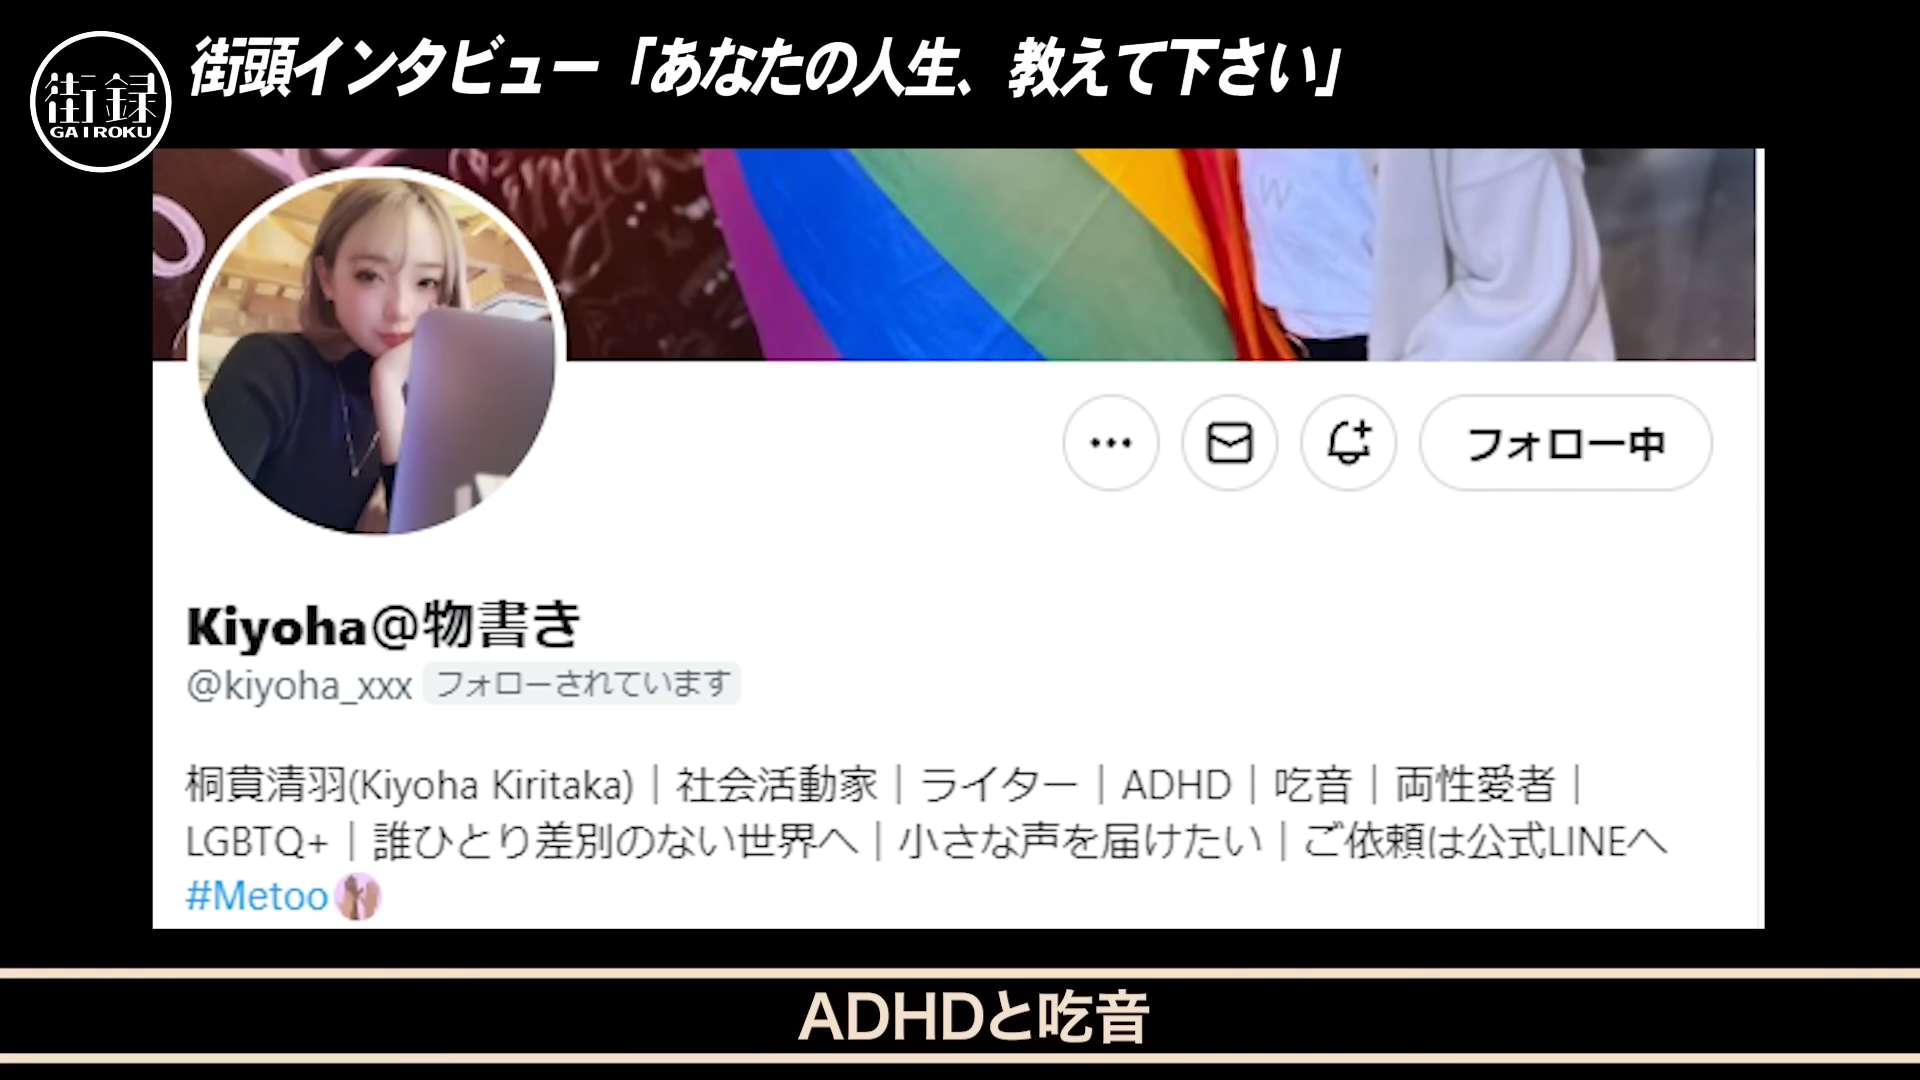 街録
GAIROKU
街頭インタビュー「あなたの人生、教えて下さい」
W
フォロー中
Kiyoha@物書き
@kiyoha_xxx フォローされています
桐貴清羽(Kiyoha Kiritaka)｜社会活動家｜ライター｜ADHD｜吃音｜両性愛者｜
LGBTQ+｜誰ひとり差別のない世界へ｜小さな声を届けたい｜ご依頼は公式LINEへ
#Metoo
ADHDと吃音